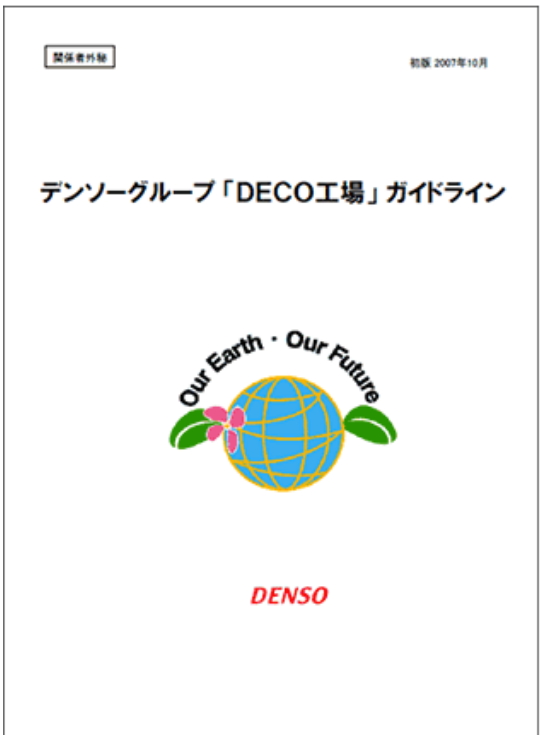 関係者外秘
初版 2007年10月
デンソーグループ「DECO工場」ガイドライン
Our Earth・Our Future
DENSO